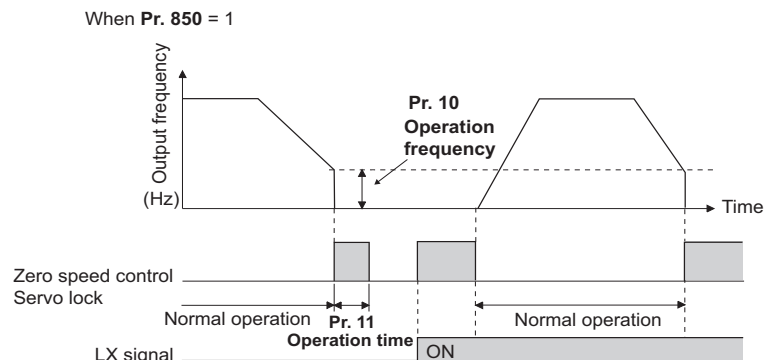 When Pr. 850 = 1
Output frequency
(Hz)
Pr. 10
Operation
frequency
Time
Zero speed control
Servo lock
Normal operation
Pr. 11
Operation time
Normal operation
LX signal
ON